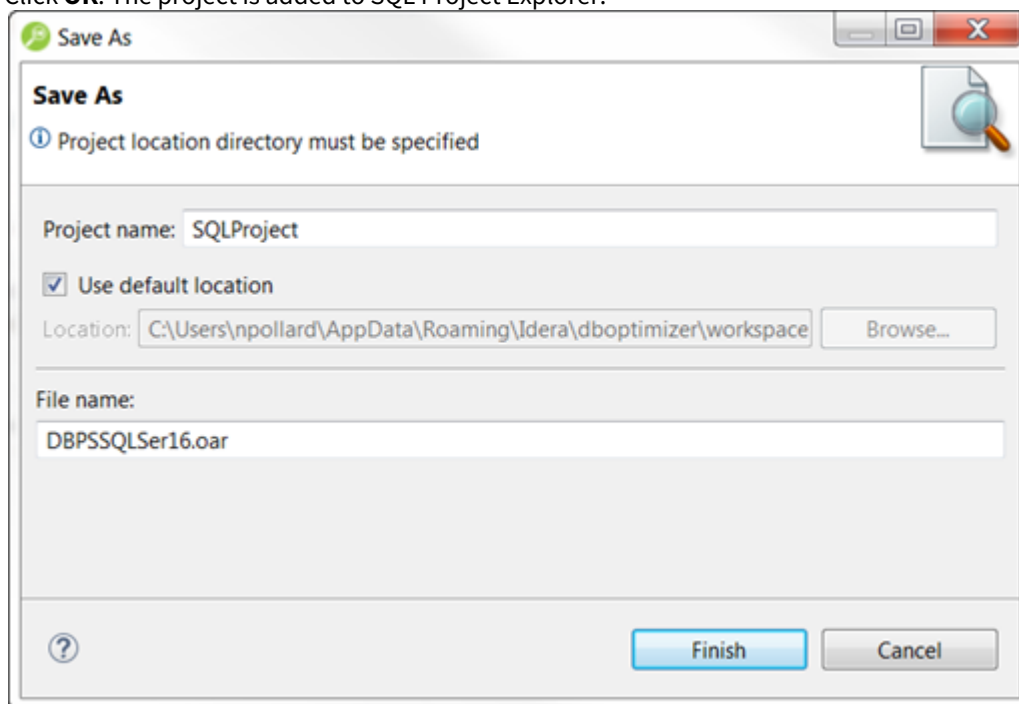 Click OK. The project is added to SQL Project Explorer.
Save As
Save As
Project location directory must be specified
Project name: SQLProject
Use default location
Location: C:\Users\npollard\AppData\Roaming\Idera\dboptimizer\workspace Browse...
File name:
DBPSSQLSer16.oar
Finish Cancel